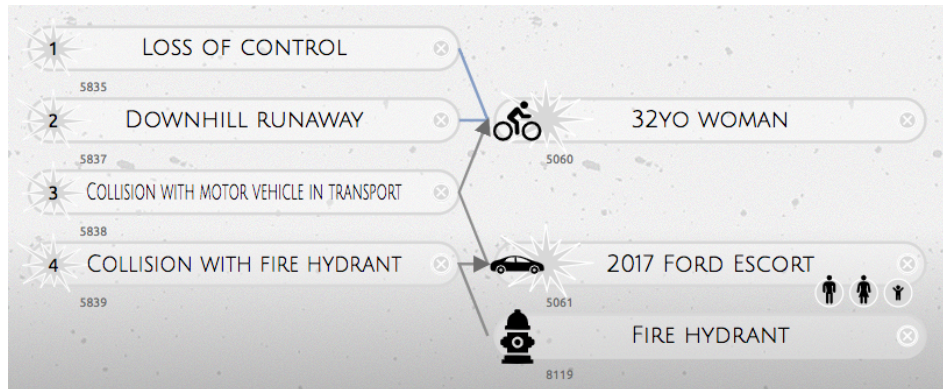 1 LOSS OF CONTROL
5835
2 DOWNHILL RUNAWAY
32YO WOMAN
5837
5060
3 COLLISION WITH MOTOR VEHICLE IN TRANSPORT
5838
4 COLLISION WITH FIRE HYDRANT
2017 FORD ESCORT
5839
5061
FIRE HYDRANT
8119